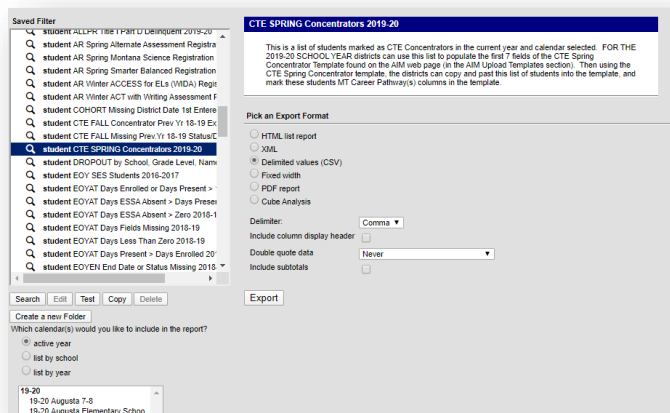 Saved Filter
student ALLPR Title I Part D Delinquent 2019-20
student AR Spring Alternate Assessment Registra
student AR Spring Montana Science Registration
student AR Spring Smarter Balanced Registration
student AR Winter ACCESS for ELs (WIDA) Regis
student AR Winter ACT with Writing Assessment F
student COHORT Missing District Date 1st Entere
student CTE FALL Concentrator Prev Yr 18-19 Ex
student CTE FALL Missing Prev.Yr 18-19 Status/D
student CTE SPRING Concentrators 2019-20
student DROPOUT by School, Grade Level, Name
student EOY SES Students 2016-2017
student EOYAT Days Enrolled or Days Present >
student EOYAT Days ESSA Absent > Days Presen
student EOYAT Days ESSA Absent > Zero 2018-1
student EOYAT Days Fields Missing 2018-19
student EOYAT Days Less Than Zero 2018-19
student EOYAT Days Present > Days Enrolled 20
student EOYEN End Date or Status Missing 2018-
Search Edit Test Copy Delete
Create a new Folder
Which calendar(s) would you like to include in the report?
active year
list by school
list by year
19-20
19-20 Augusta 7-8
19-20 Augusta Elementary Schoo
CTE SPRING Concentrators 2019-20
This is a list of students marked as CTE Concentrators in the current year and calendar selected. FOR THE
2019-20 SCHOOL YEAR districts can use this list to populate the first 7 fields of the CTE Spring
Concentrator Template found on the AIM web page (in the AIM Upload Templates section). Then using the
CTE Spring Concentrator template, the districts can copy and past this list of students into the template, and
mark these students MT Career Pathway(s) columns in the template.
Pick an Export Format
HTML list report
XML
Delimited values (CSV)
Fixed width
PDF report
Cube Analysis
Delimiter: Comma
Include column display header
Double quote data Never
Include subtotals
Export